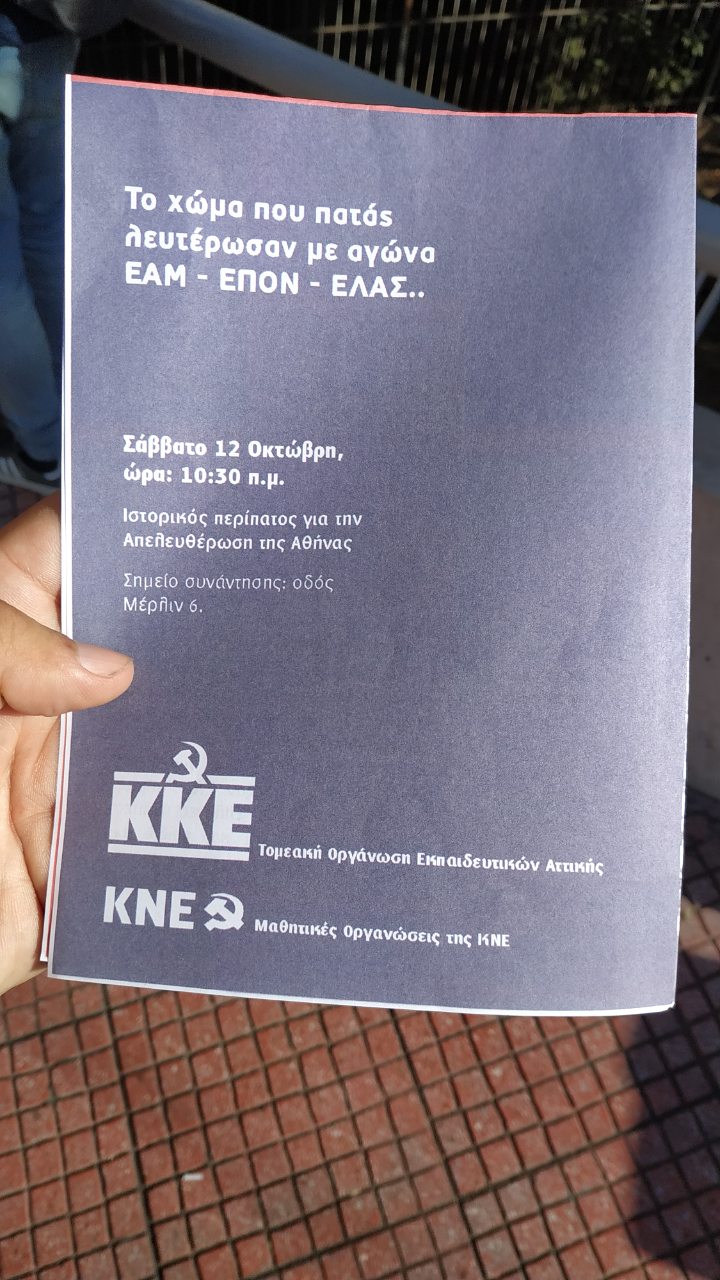 Το χώμα που πατάς
λευτέρωσαν με αγώνα
ΕΑΜ - ΕΠΟΝ - ΕΛΑΣ..
Σάββατο 12 Οκτώβρη,
ώρα: 10:30 π.μ.
Ιστορικός περίπατος για την
Απελευθέρωση της Αθήνας
Σημείο συνάντησης: οδός
Μέρλιν 6.
ΚΚΕ
Τομεακή Οργάνωση Εκπαιδευτικών Αττικής
ΚΝΕ
Μαθητικές Οργανώσεις της ΚΝΕ